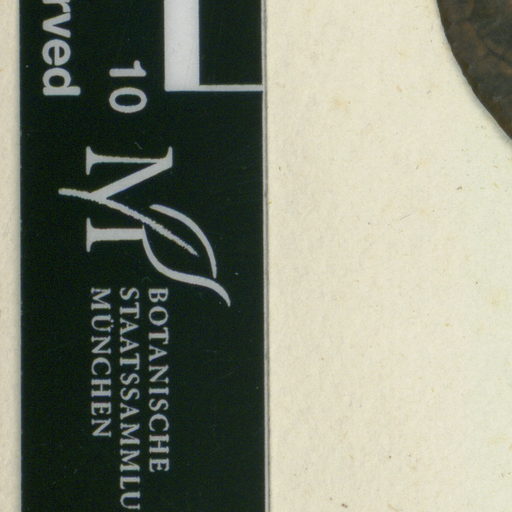 rved
10
M
BOTANISCHE
STAATSSAMMLU
MÜNCHEN